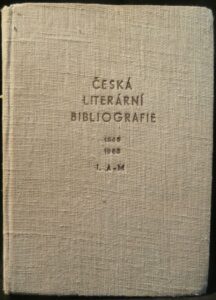 ČESKÁ
LITERÁRNÍ
BIBLIOGRAFIE
1945
1963
1. A-M